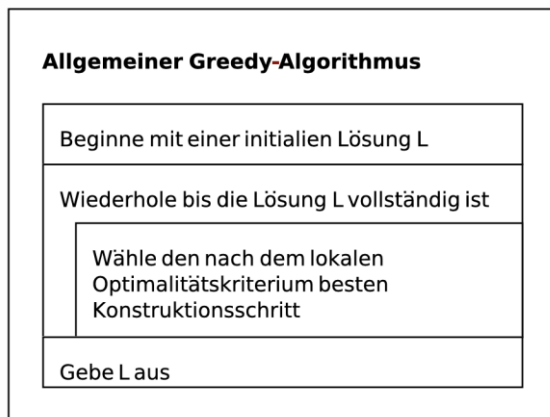 Allgemeiner Greedy-Algorithmus
Beginne mit einer initialien Lösung L
Wiederhole bis die Lösung L vollständig ist
Wähle den nach dem lokalen
Optimalitätskriterium besten
Konstruktionsschritt
Gebe L aus